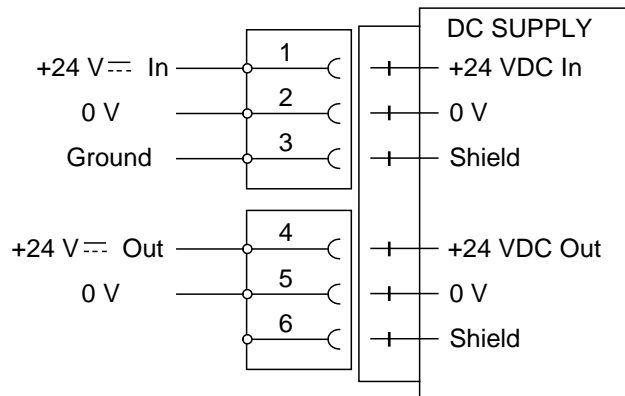 DC SUPPLY
+24 V ⎓ In 1 +24 VDC In
0 V 2 0 V
Ground 3 Shield
+24 V ⎓ Out 4 +24 VDC Out
0 V 5 0 V
6 Shield